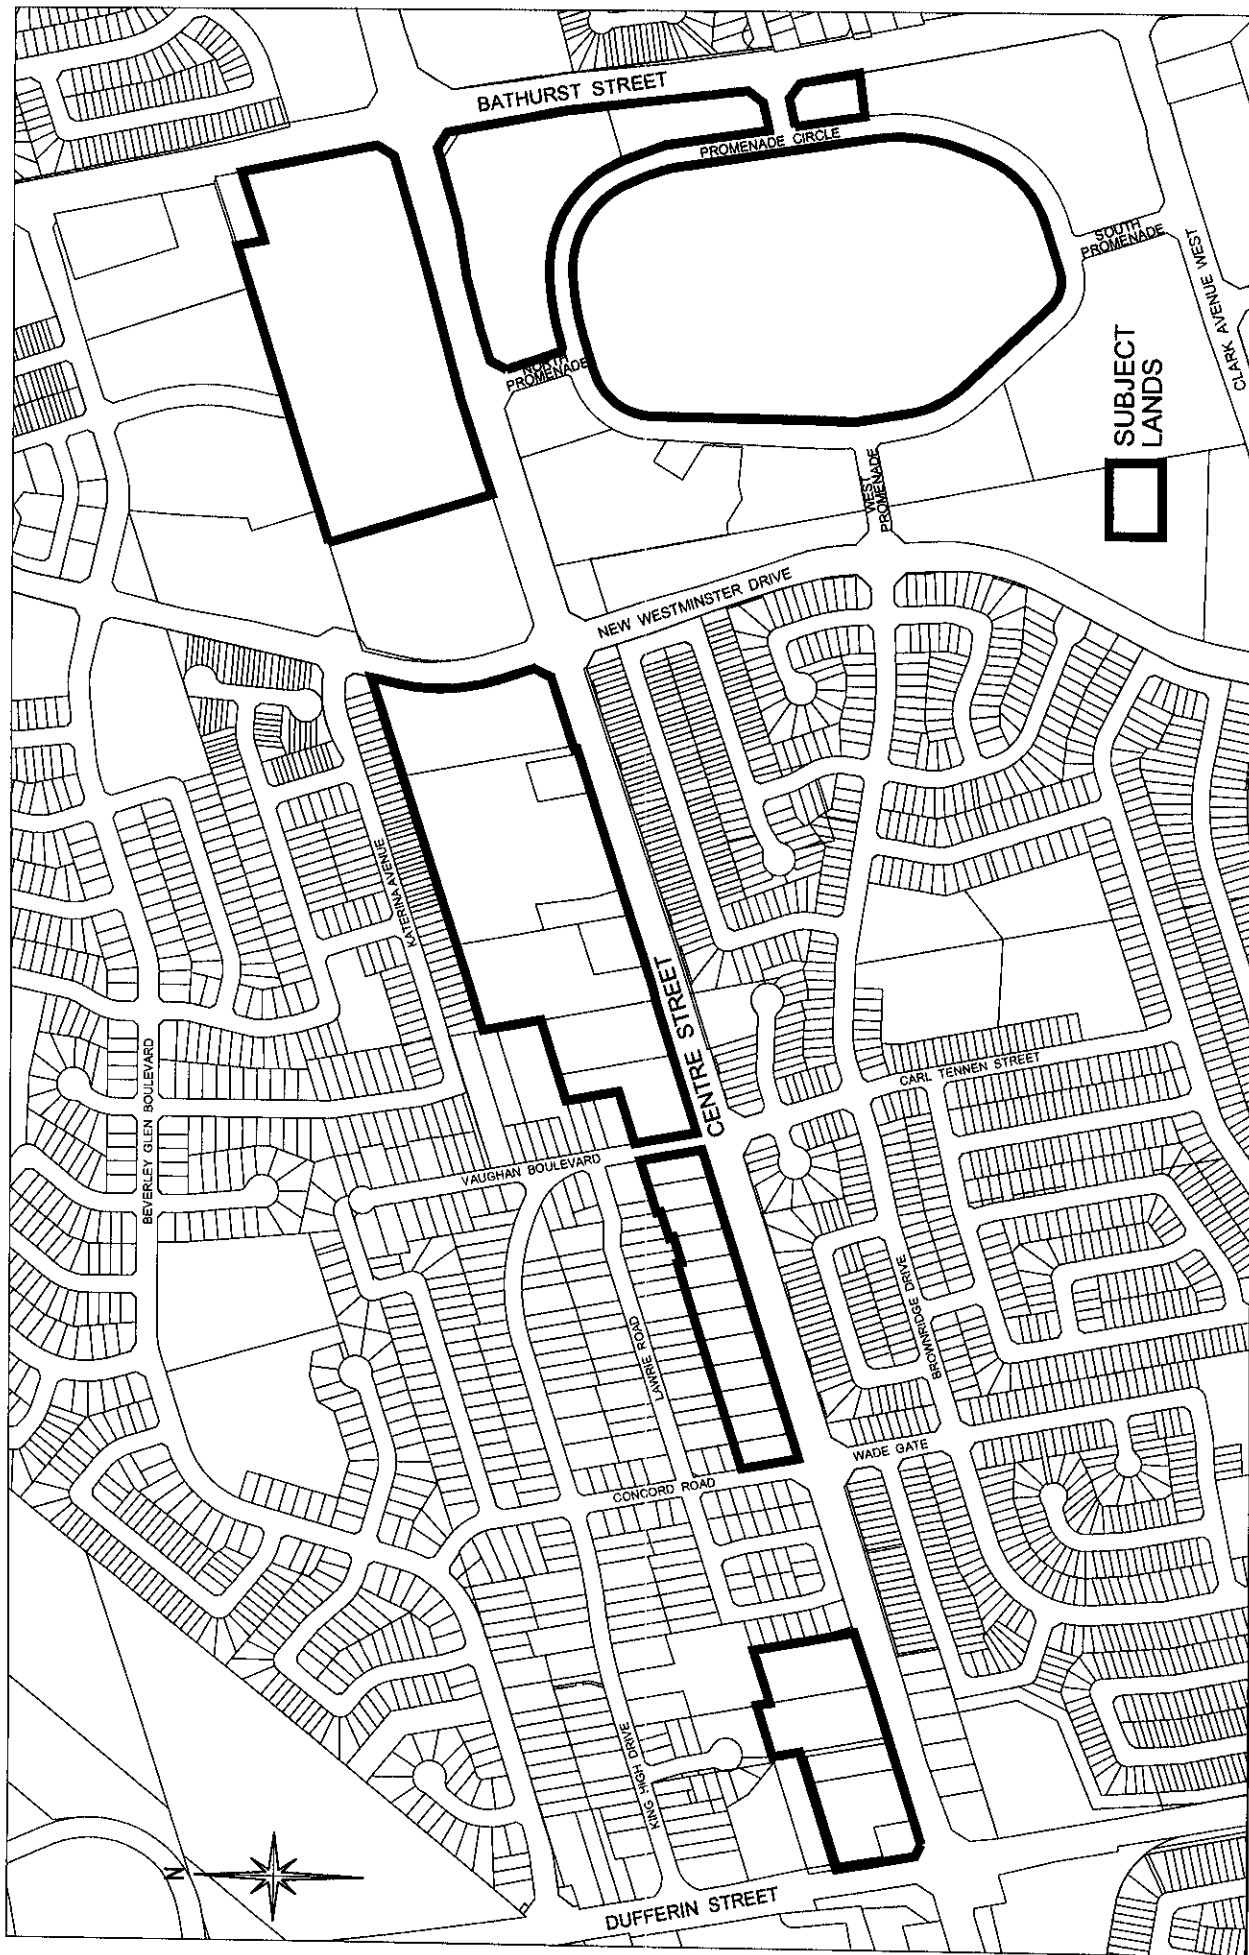 BATHURST STREET
PROMENADE CIRCLE
NORTH
PROMENADE
SOUTH
PROMENADE
CLARK AVENUE WEST
SUBJECT
LANDS
WEST
PROMENADE
NEW WESTMINSTER DRIVE
KATERINA AVENUE
CENTRE STREET
CARL TENNEN STREET
BEVERLEY GLEN BOULEVARD
VAUGHAN BOULEVARD
LAWRIE ROAD
BROWNRIDGE DRIVE
WADE GATE
CONCORD ROAD
KING HIGH DRIVE
N
DUFFERIN STREET